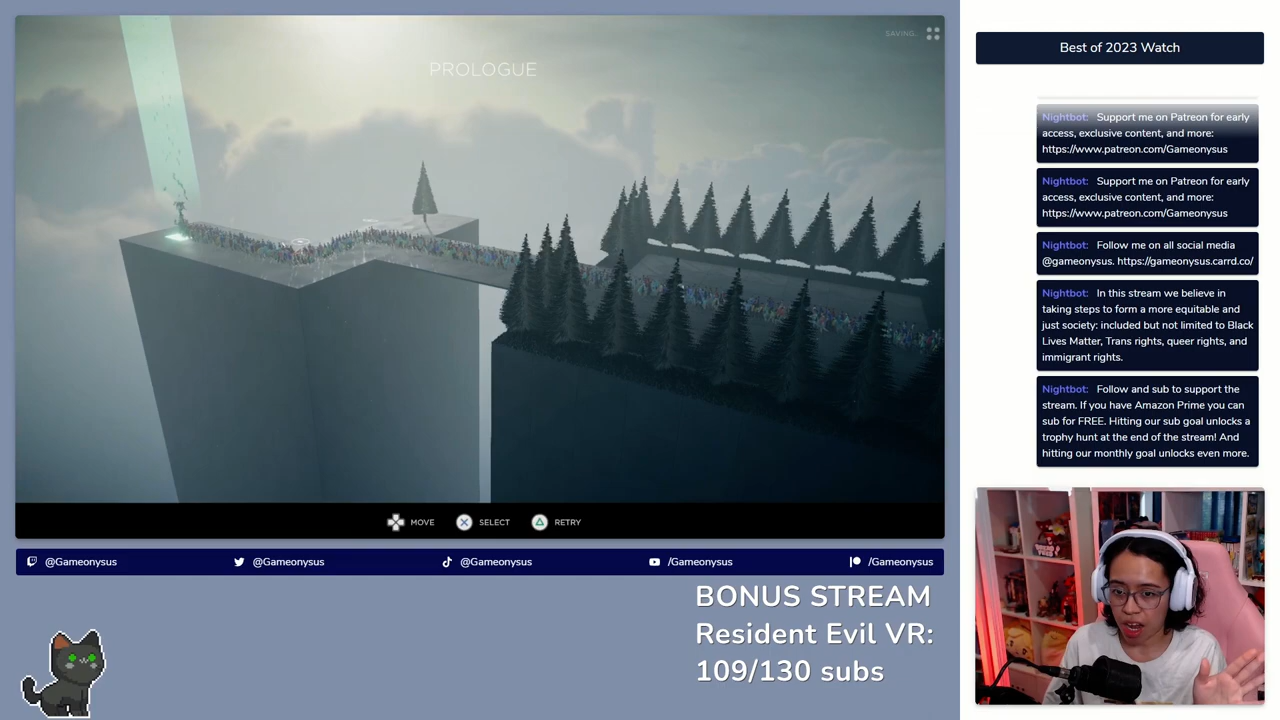 SAVING
PROLOGUE
MOVE
SELECT
RETRY
@Gameonysus
@Gameonysus
@Gameonysus
/Gameonysus
/Gameonysus
BONUS STREAM
Resident Evil VR:
109/130 subs
Best of 2023 Watch
Nightbot: Support me on Patreon for early
access, exclusive content, and more:
https://www.patreon.com/Gameonysus
Nightbot: Support me on Patreon for early
access, exclusive content, and more:
https://www.patreon.com/Gameonysus
Nightbot: Follow me on all social media
@gameonysus. https://gameonysus.carrd.co/
Nightbot: In this stream we believe in
taking steps to form a more equitable and
just society: included but not limited to Black
Lives Matter, Trans rights, queer rights, and
immigrant rights.
Nightbot: Follow and sub to support the
stream. If you have Amazon Prime you can
sub for FREE. Hitting our sub goal unlocks a
trophy hunt at the end of the stream! And
hitting our monthly goal unlocks even more.